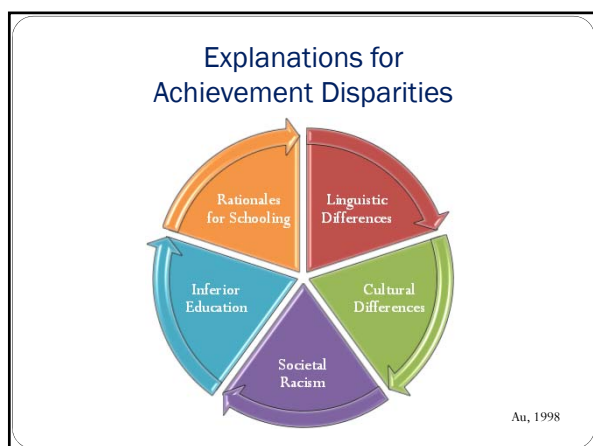 Explanations for
Achievement Disparities
Linguistic
Differences
Cultural
Differences
Societal
Racism
Inferior
Education
Rationales
for Schooling
Au, 1998